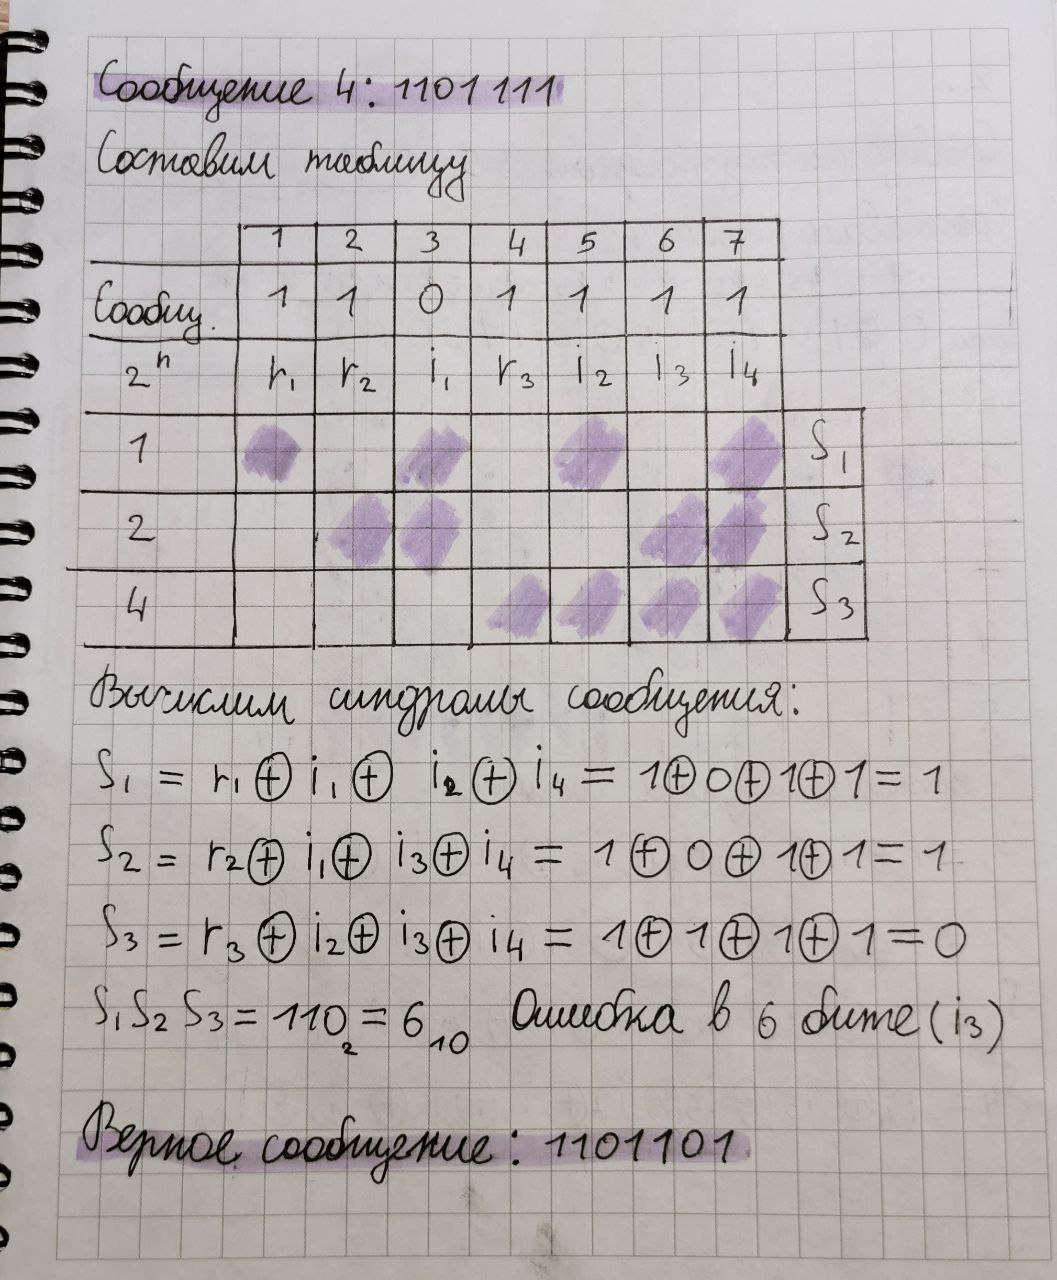 Сообщение 4: 1101111
Составим таблицу
1 2 3 4 5 6 7
Сообщ. 1 1 0 1 1 1 1
2ⁿ r₁ r₂ i₁ r₃ i₂ i₃ i₄
1 S₁
2 S₂
4 S₃
Вычислим синдромы сообщения:
S₁ = r₁ ⊕ i₁ ⊕ i₂ ⊕ i₄ = 1 ⊕ 0 ⊕ 1 ⊕ 1 = 1
S₂ = r₂ ⊕ i₁ ⊕ i₃ ⊕ i₄ = 1 ⊕ 0 ⊕ 1 ⊕ 1 = 1
S₃ = r₃ ⊕ i₂ ⊕ i₃ ⊕ i₄ = 1 ⊕ 1 ⊕ 1 ⊕ 1 = 0
S₁S₂S₃ = 110₂ = 6₁₀ Ошибка в 6 бите (i₃)
Верное сообщение: 1101101